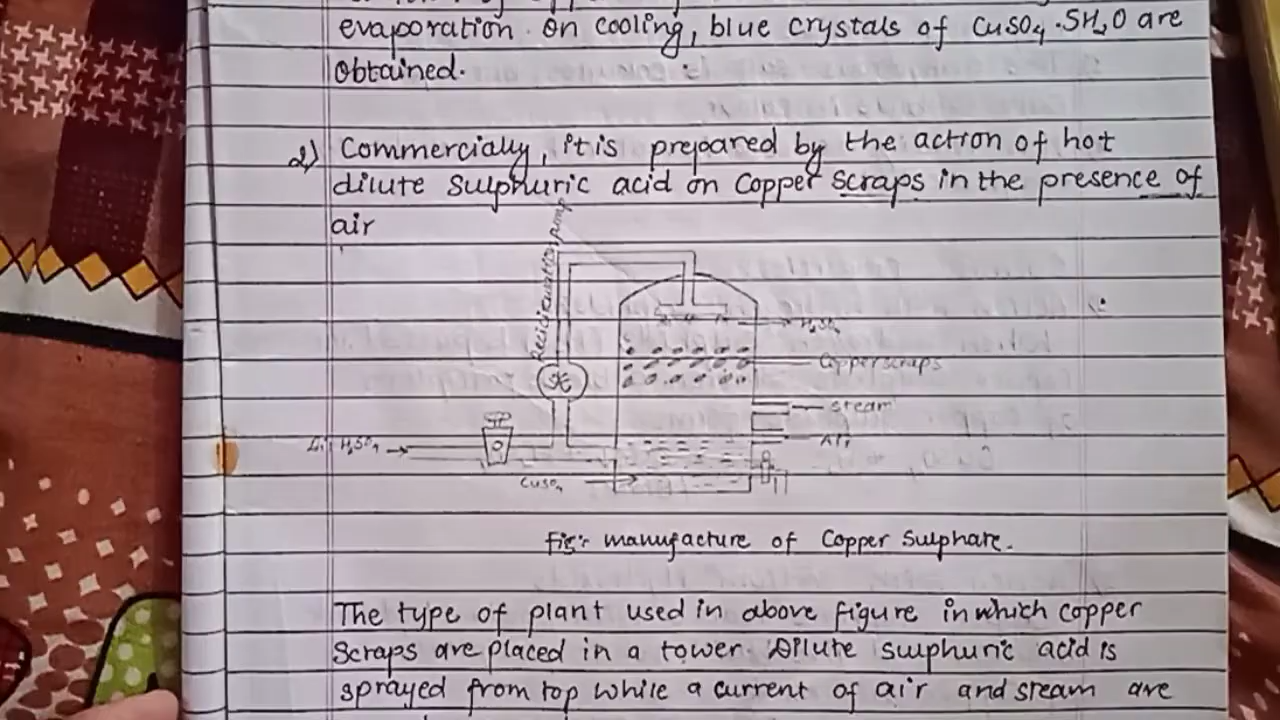 evaporation. On cooling, blue crystals of CuSO4.5H2O are
Obtained.
2) Commercially, it is prepared by the action of hot
dilute Sulphuric acid on Copper scraps in the presence of
air
pump
H2SO4
Copper scraps
Steam
Air
H2SO4
CuSO4
Fig:- manufacture of Copper Sulphate.
The type of plant used in above figure in which copper
Scraps are placed in a tower. Dilute sulphuric acid is
sprayed from top while a current of air and steam are